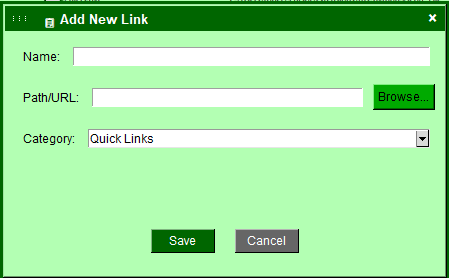 Add New Link
Name:
Path/URL: Browse...
Category: Quick Links
Save Cancel